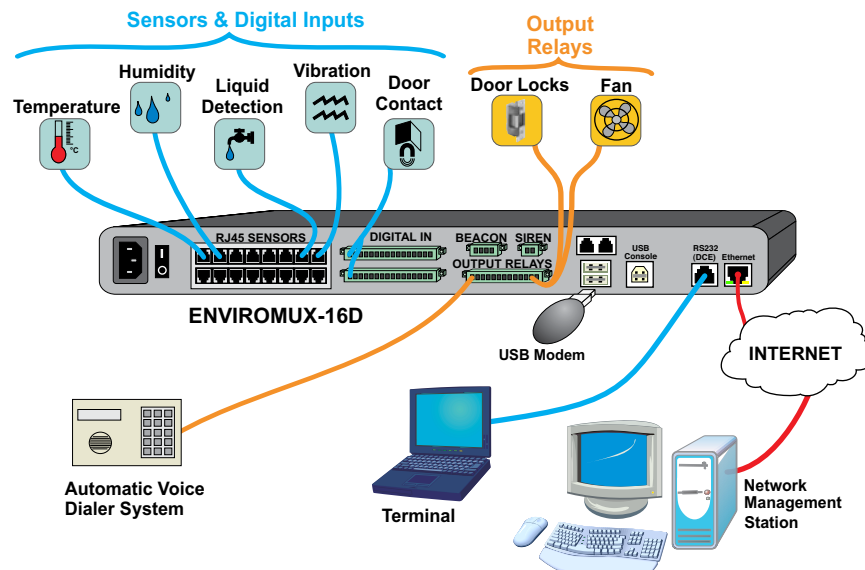 Sensors & Digital Inputs
Output
Relays
Temperature
Humidity
Liquid
Detection
Vibration
Door
Contact
Door Locks
Fan
°C
RJ45 SENSORS
DIGITAL IN
BEACON
SIREN
OUTPUT RELAYS
USB
Console
RS232
(DCE)
Ethernet
I
O
ENVIROMUX-16D
USB Modem
INTERNET
Automatic Voice
Dialer System
Terminal
Network
Management
Station